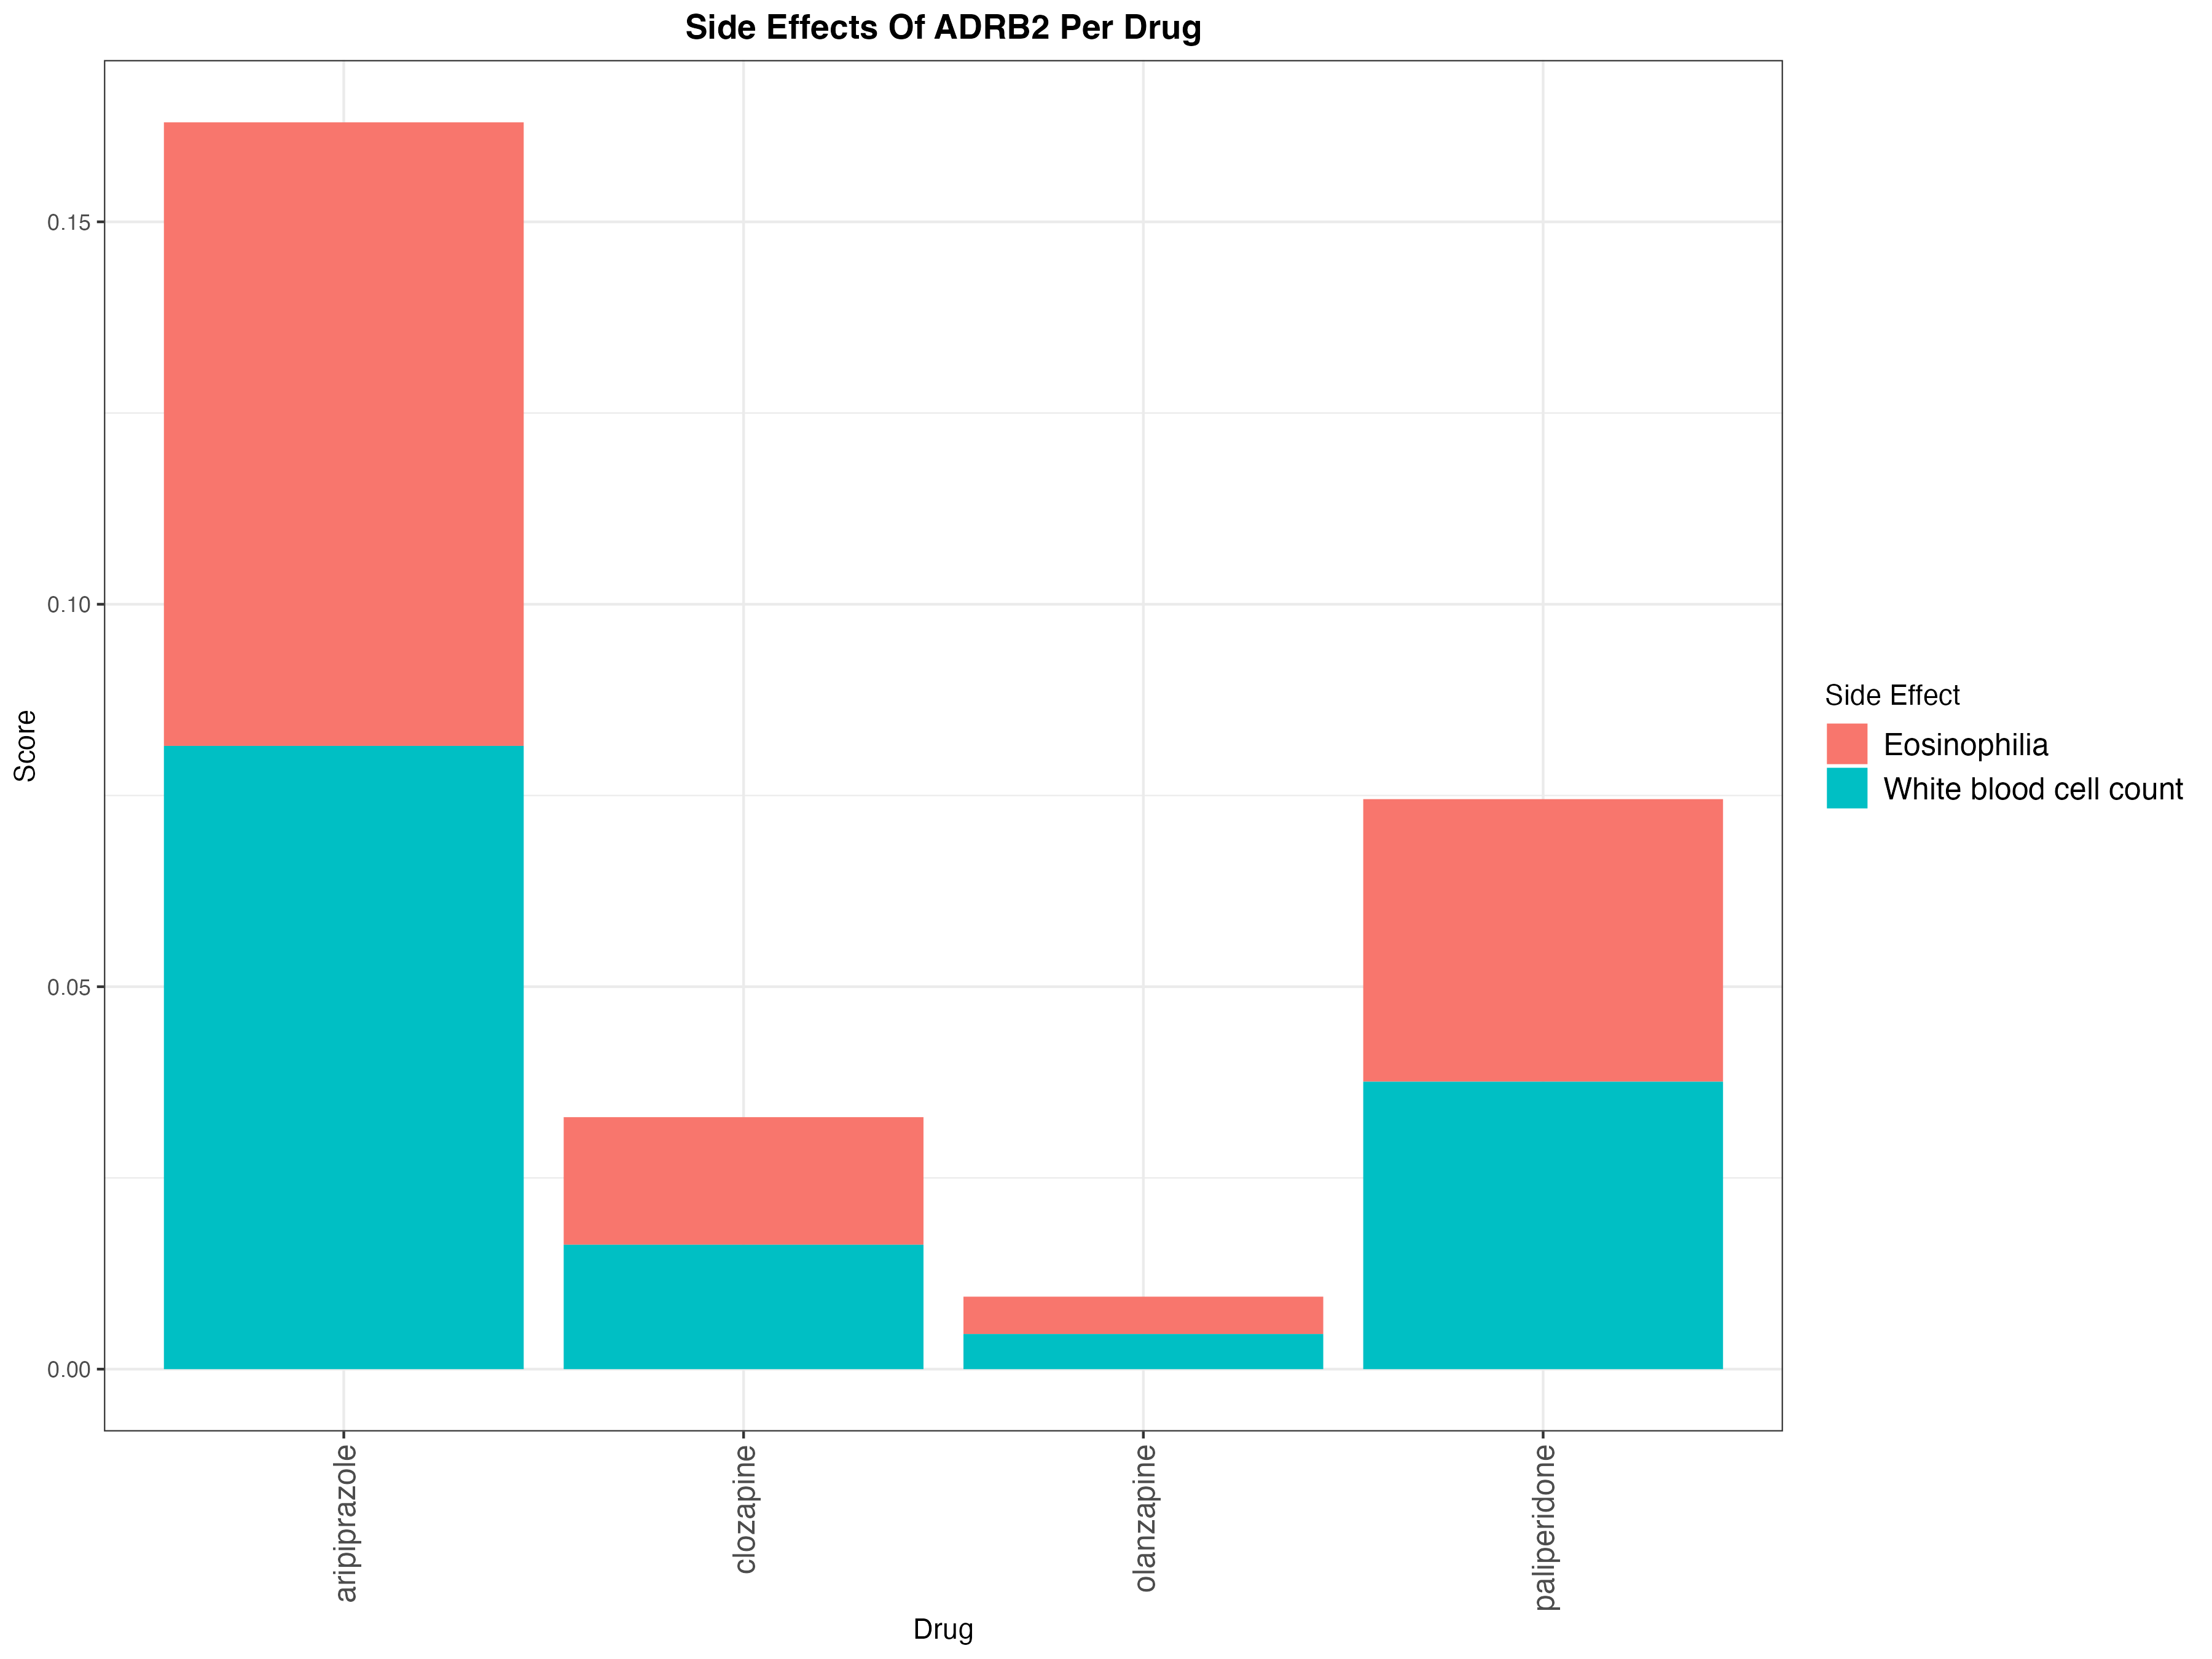 Side Effects Of ADRB2 Per Drug
Score
0.15
0.10
0.05
0.00
aripiprazole
clozapine
olanzapine
paliperidone
Drug
Side Effect
Eosinophilia
White blood cell count